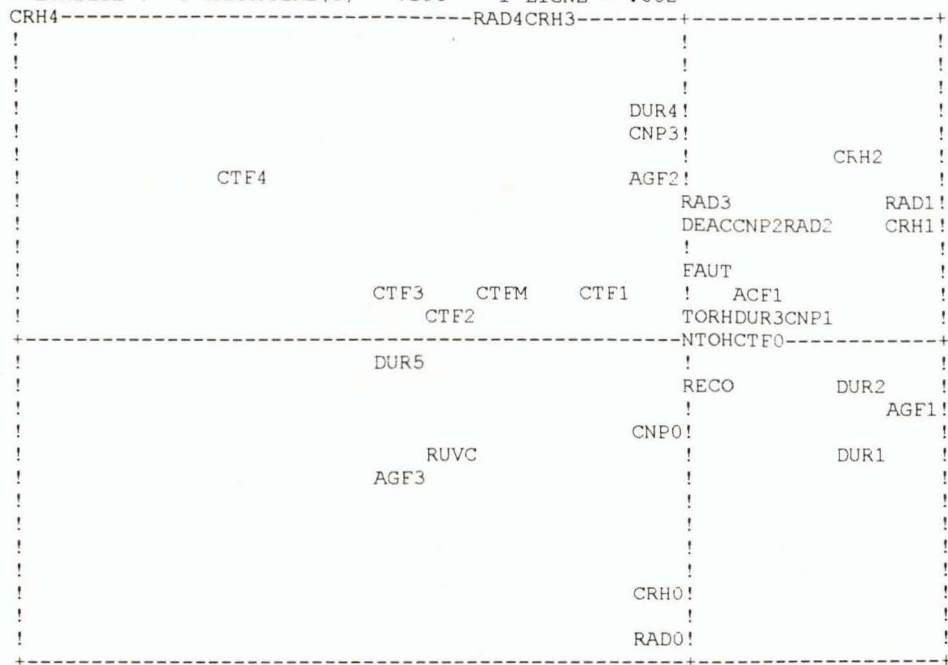 CRH4--------------------------------RAD4CRH3--------+-------------------+
! ! !
! ! !
! ! !
! DUR4! !
! CNP3! !
! ! CRH2 !
! CTF4 AGF2! !
! RAD3 RAD1!
! DEACCNP2RAD2 CRH1!
! ! !
! FAUT !
! CTF3 CTFM CTF1 ! ACF1 !
! CTF2 TORHDUR3CNP1 !
+---------------------------------------------------NTOHCTF0------------+
! DUR5 ! !
! RECO DUR2 !
! ! AGF1!
! CNP0! !
! RUVC ! DUR1 !
! AGF3 ! !
! ! !
! ! !
! ! !
! ! !
! CRH0! !
! ! !
! RAD0! !
+---------------------------------------------------+-------------------+